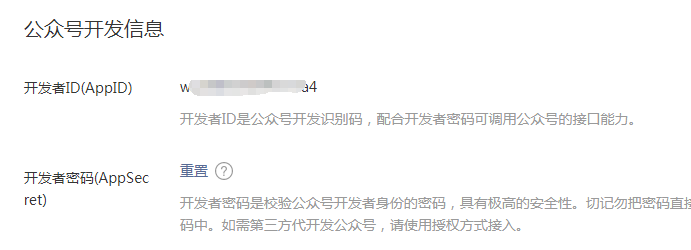 公众号开发信息
开发者ID(AppID)
w a4
开发者ID是公众号开发识别码，配合开发者密码可调用公众号的接口能力。
开发者密码(AppSec
ret)
重置 ?
开发者密码是校验公众号开发者身份的密码，具有极高的安全性。切记勿把密码直接
码中。如需第三方代开发公众号，请使用授权方式接入。